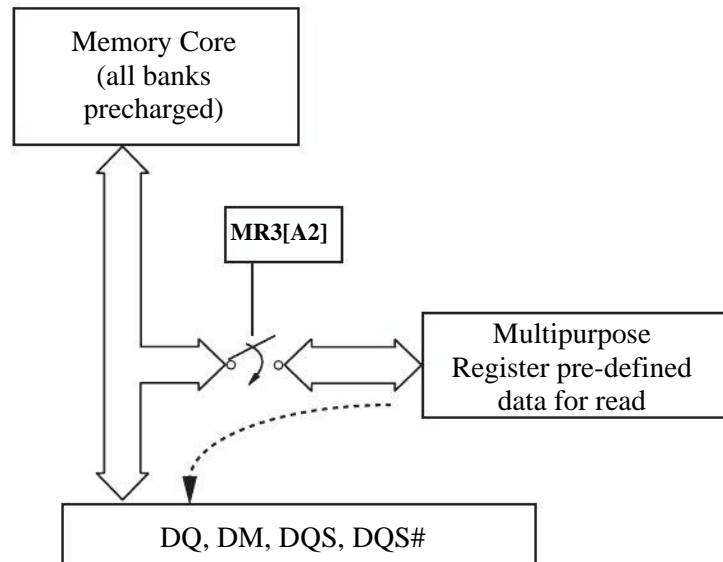 Memory Core
(all banks
precharged)
MR3[A2]
Multipurpose
Register pre-defined
data for read
DQ, DM, DQS, DQS#